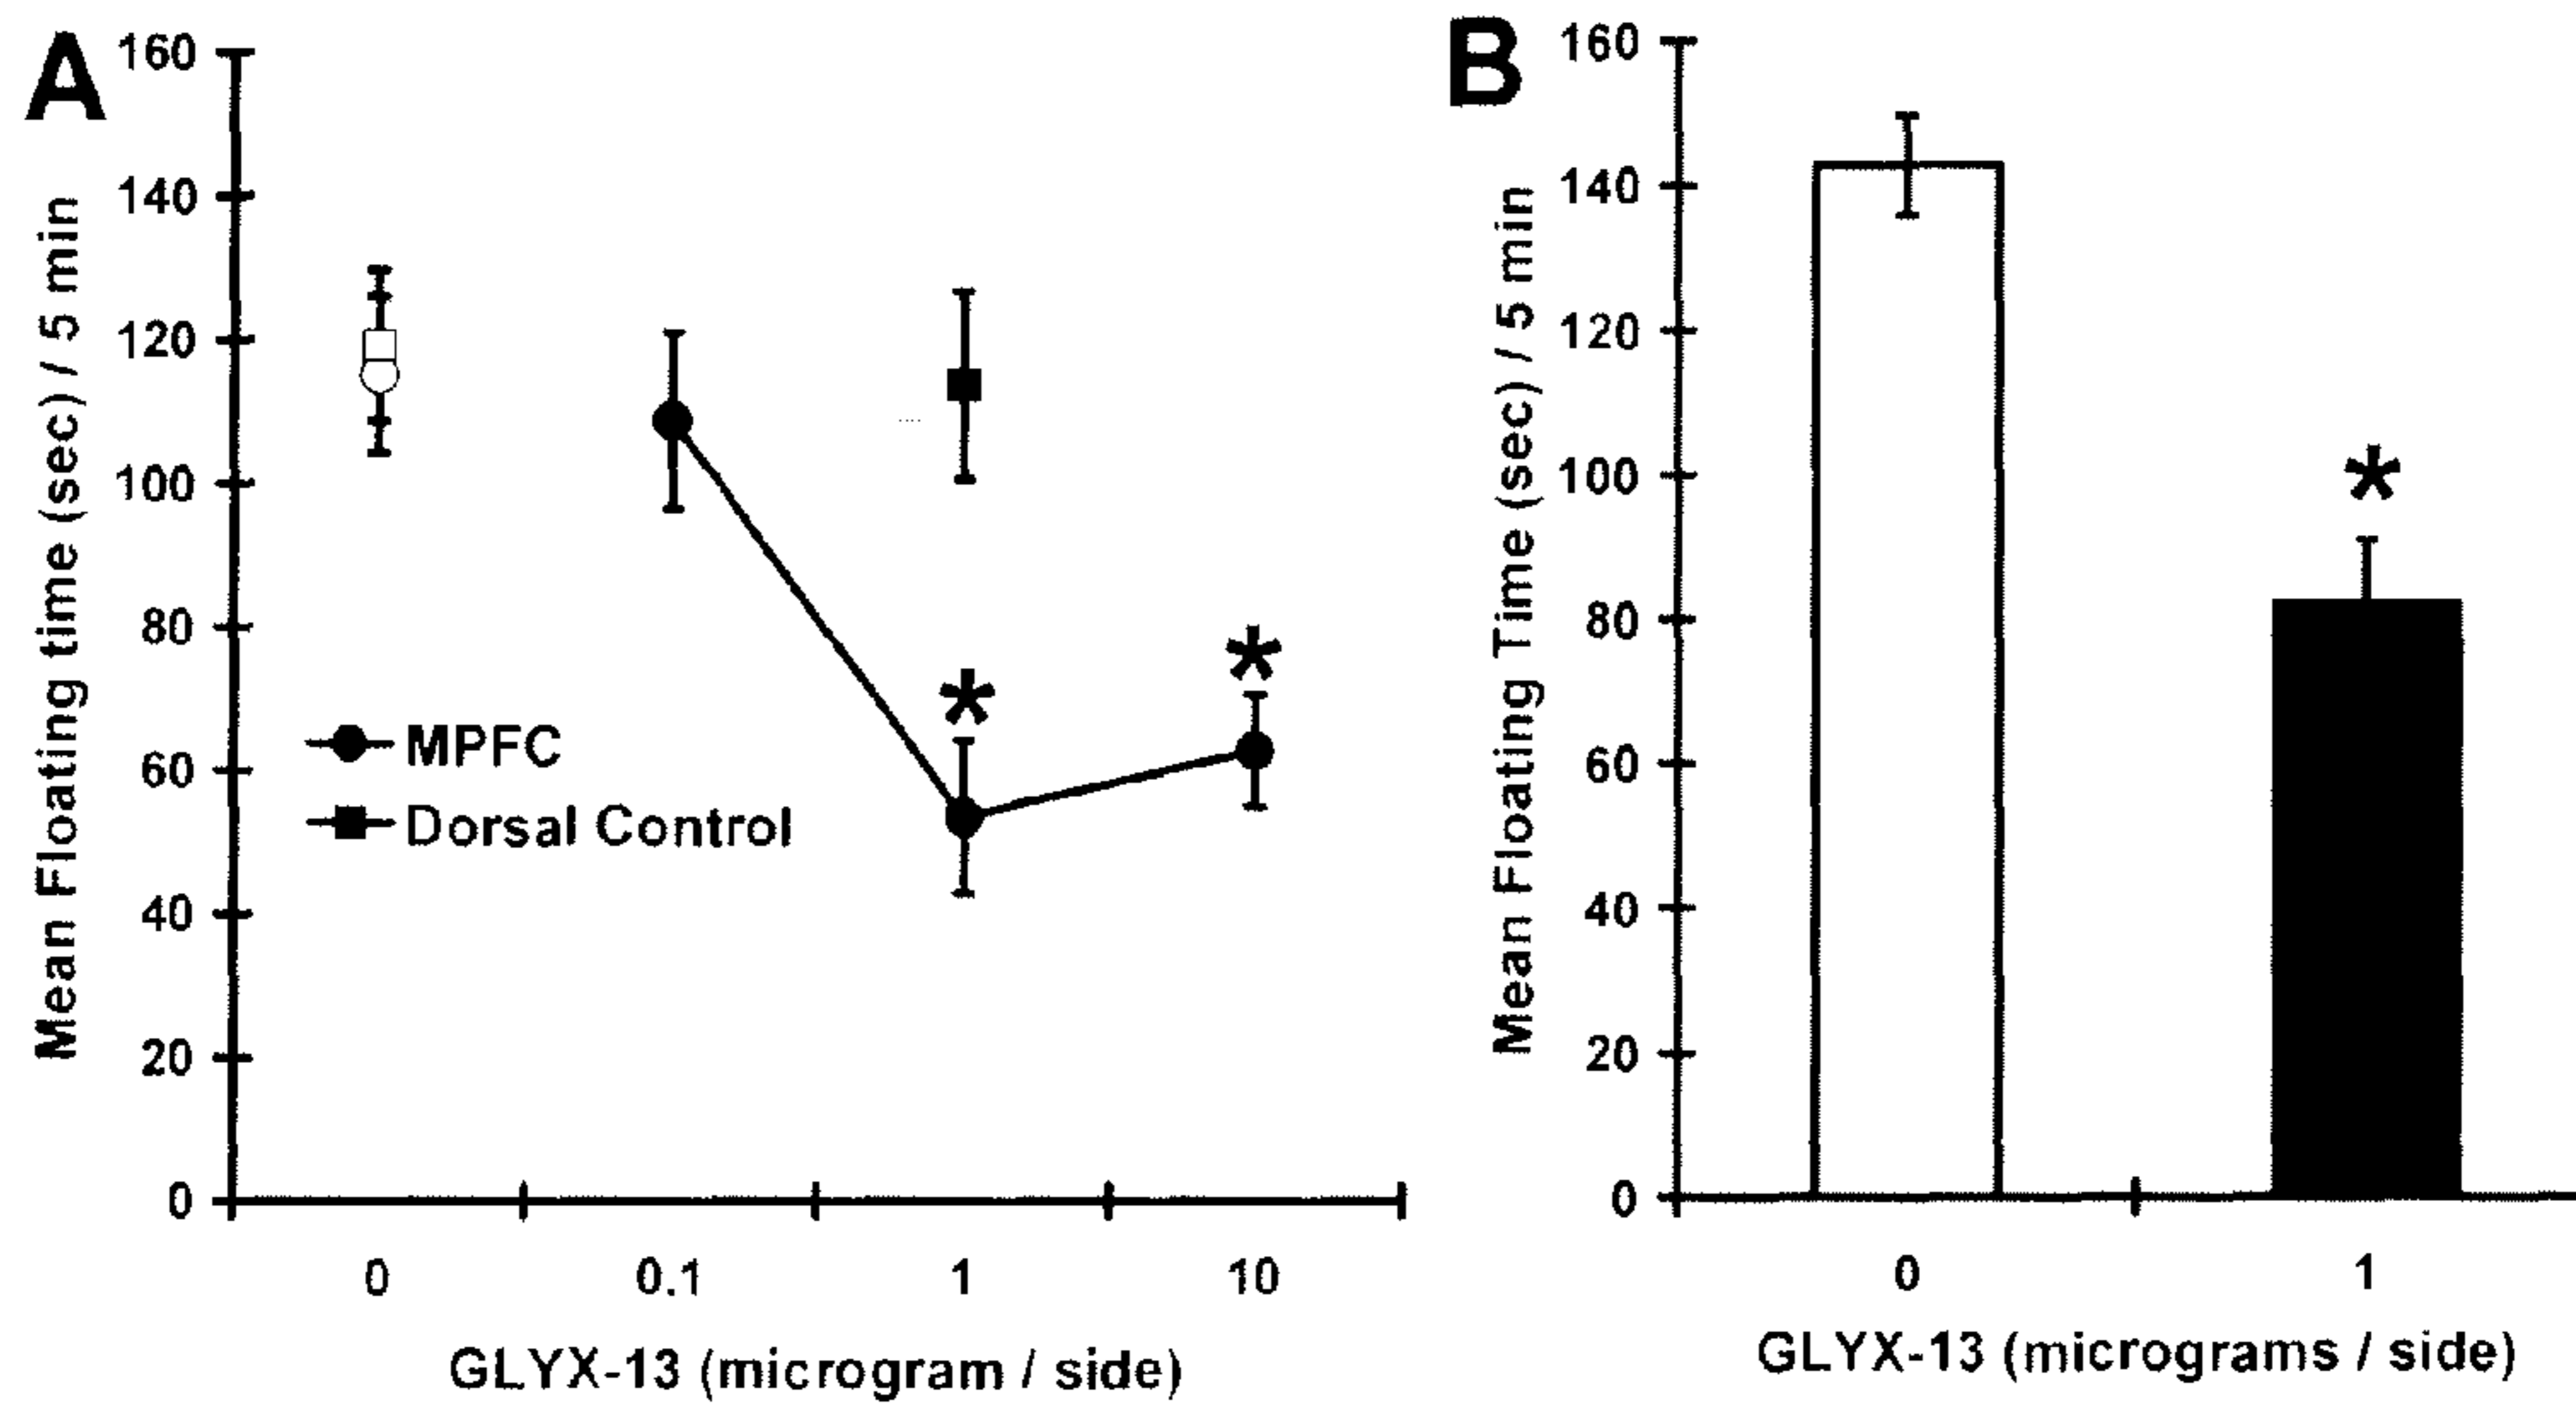 A
160
140
120
100
80
60
40
20
0
Mean Floating time (sec) / 5 min
*
*
MPFC
Dorsal Control
0 0.1 1 10
GLYX-13 (microgram / side)
B
160
140
120
100
80
60
40
20
0
Mean Floating Time (sec) / 5 min
*
0 1
GLYX-13 (micrograms / side)